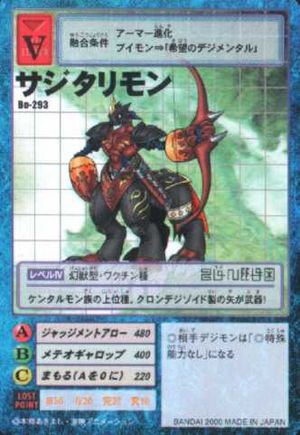 アーマー進化
融合条件 ブイモン⇒「希望のデジメンタル」
サジタリモン
Bo-293
レベルIV 幻獣型・ワクチン種
ケンタルモン族の上位種。クロンデジゾイド製の矢が武器!
A ジャッジメントアロー 480
B メテオギャロップ 400
C まもる(Aを0に) 220
◎相手デジモンは「◎特殊
能力なし」になる
LOST
POINT
BANDAI 2000 MADE IN JAPAN